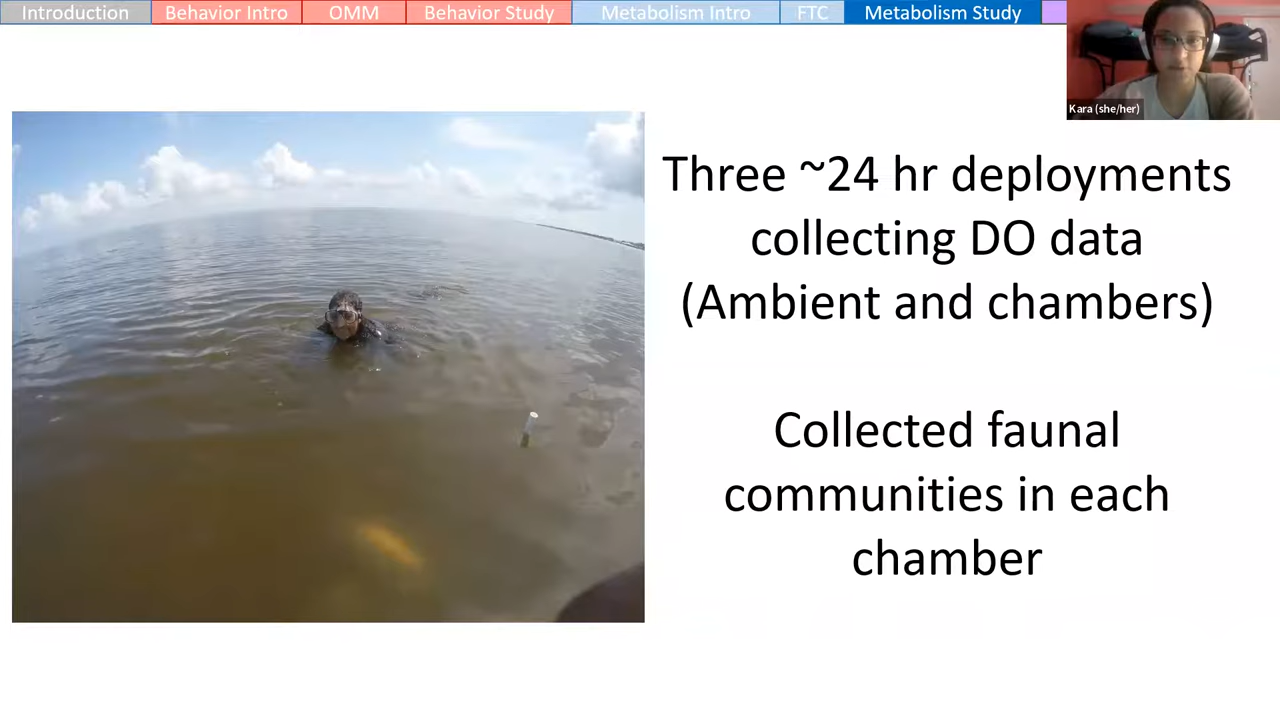 Introduction
Behavior Intro
OMM
Behavior Study
Metabolism Intro
FTC
Metabolism Study
Kara (she/her)
Three ~24 hr deployments
collecting DO data
(Ambient and chambers)
Collected faunal
communities in each
chamber